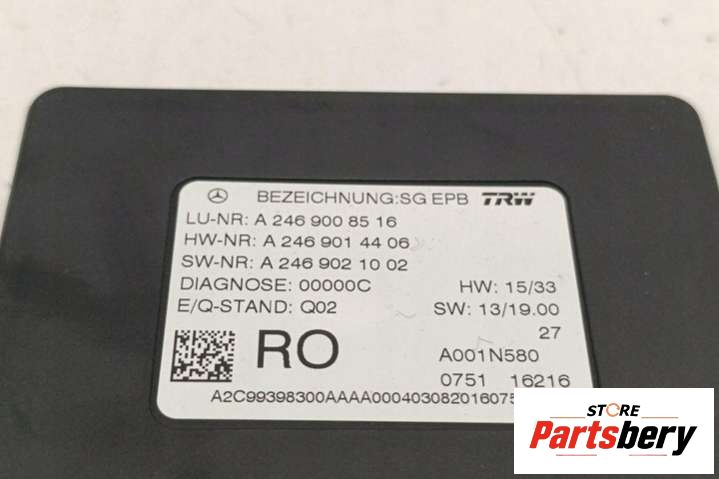 BEZEICHNUNG:SG EPB TRW
LU-NR: A 246 900 85 16
HW-NR: A 246 901 44 06
SW-NR: A 246 902 10 02
DIAGNOSE: 00000C HW: 15/33
E/Q-STAND: Q02 SW: 13/19.00
27
RO A001N580
0751 16216
A2C99398300AAAA000403082016075
STORE
Partsbery